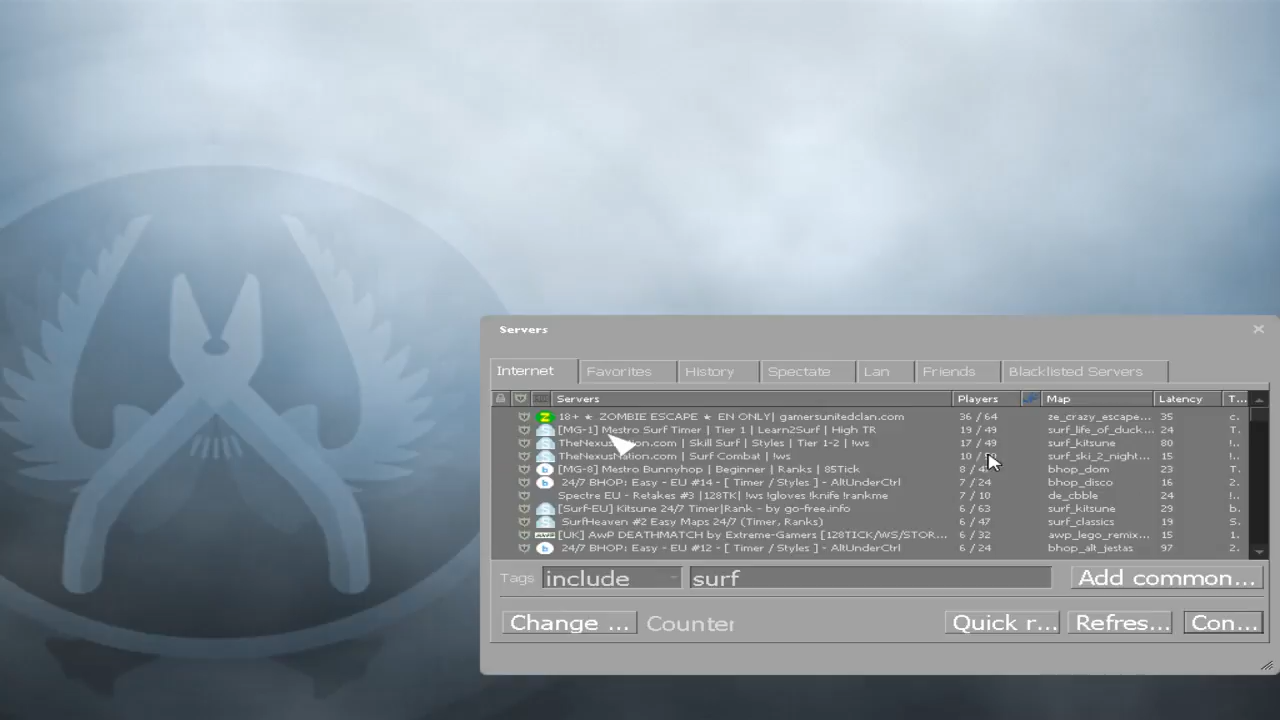 Servers
Internet Favorites History Spectate Lan Friends Blacklisted Servers
Servers Players Map Latency T...
18+ ★ ZOMBIE ESCAPE ★ EN ONLY| gamersunitedclan.com 36 / 64 ze_crazy_escape... 35 c.
[MG-1] Mestro Surf Timer | Tier 1 | Learn2Surf | High TR 19 / 49 surf_life_of_duck... 24 T.
TheNexusNation.com | Skill Surf | Styles | Tier 1-2 | !ws 17 / 49 surf_kitsune 80 !..
TheNexusNation.com | Surf Combat | !ws 10 / surf_ski_2_night... 15 !..
[MG-8] Mestro Bunnyhop | Beginner | Ranks | 85Tick 8 / bhop_dom 23 T.
24/7 BHOP: Easy - EU #14 - [ Timer / Styles ] - AltUnderCtrl 7 / 24 bhop_disco 16 2.
Spectre EU - Retakes #3 |128TK| !ws !gloves !knife !rankme 7 / 10 de_cbble 24 !..
[Surf-EU] Kitsune 24/7 Timer|Rank - by go-free.info 6 / 63 surf_kitsune 29 b.
SurfHeaven #2 Easy Maps 24/7 (Timer, Ranks) 6 / 47 surf_classics 19 S.
[UK] AwP DEATHMATCH by Extreme-Gamers [128TICK/WS/STOR... 6 / 32 awp_lego_remix... 15 1.
24/7 BHOP: Easy - EU #12 - [ Timer / Styles ] - AltUnderCtrl 6 / 24 bhop_alt_jestas 97 2.
Tags include surf Add common...
Change ... Counter Quick r... Refres... Con...